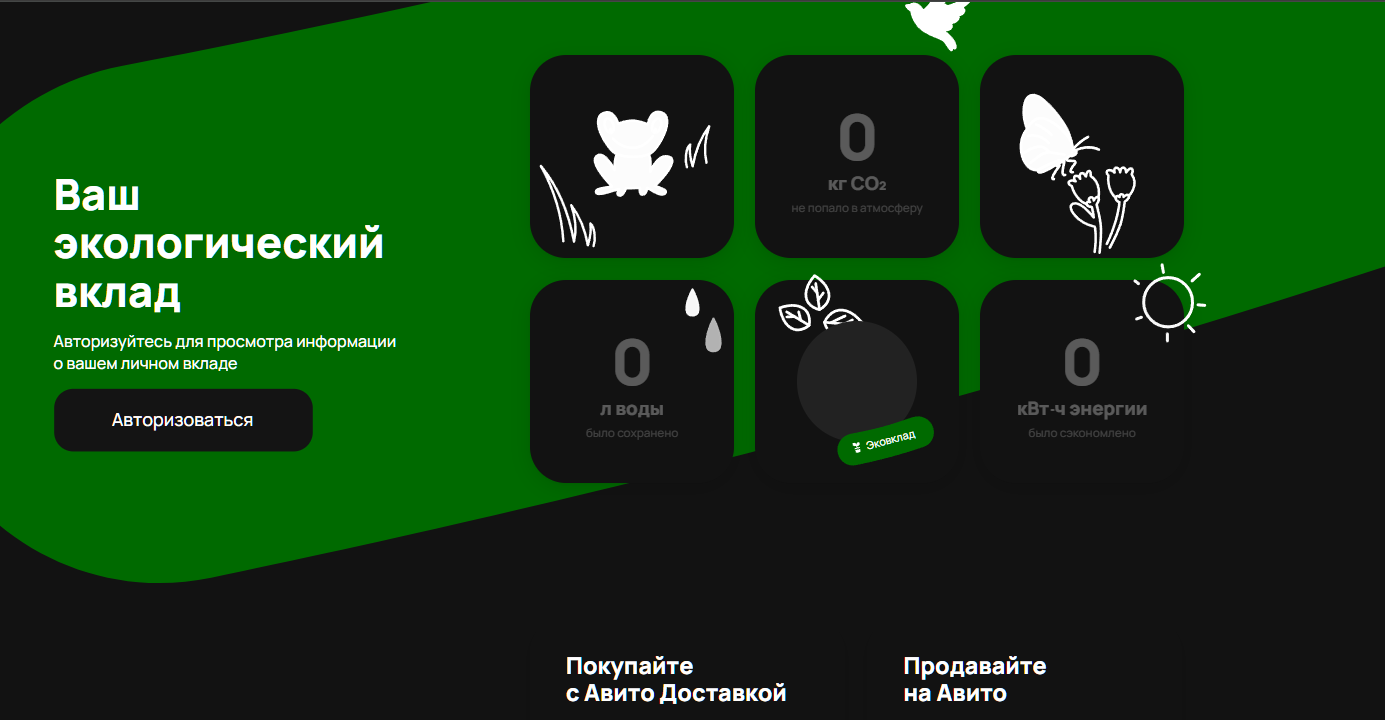 Ваш
экологический
вклад
Авторизуйтесь для просмотра информации
о вашем личном вкладе
Авторизоваться
0
кг CO₂
не попало в атмосферу
0
л воды
было сохранено
Эковклад
0
кВт·ч энергии
было сэкономлено
Покупайте
с Авито Доставкой
Продавайте
на Авито